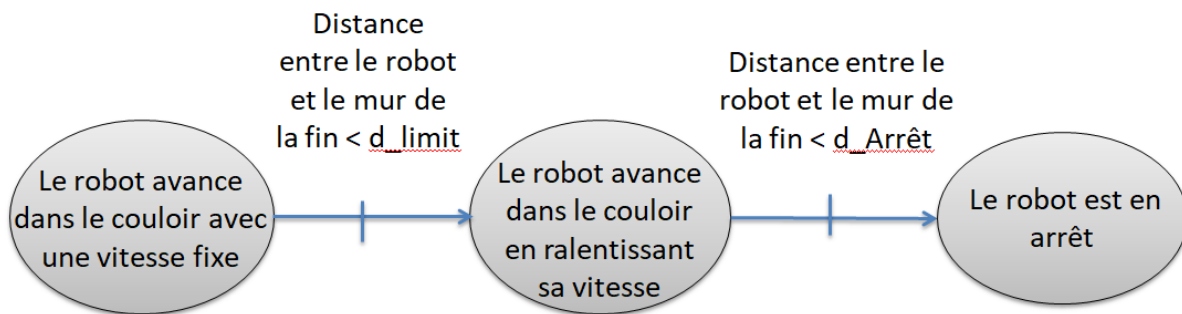 Distance
entre le robot
et le mur de
la fin < d_limit
Distance entre le
robot et le mur de
la fin < d_Arrêt
Le robot avance
dans le couloir avec
une vitesse fixe
Le robot avance
dans le couloir
en ralentissant
sa vitesse
Le robot est en
arrêt